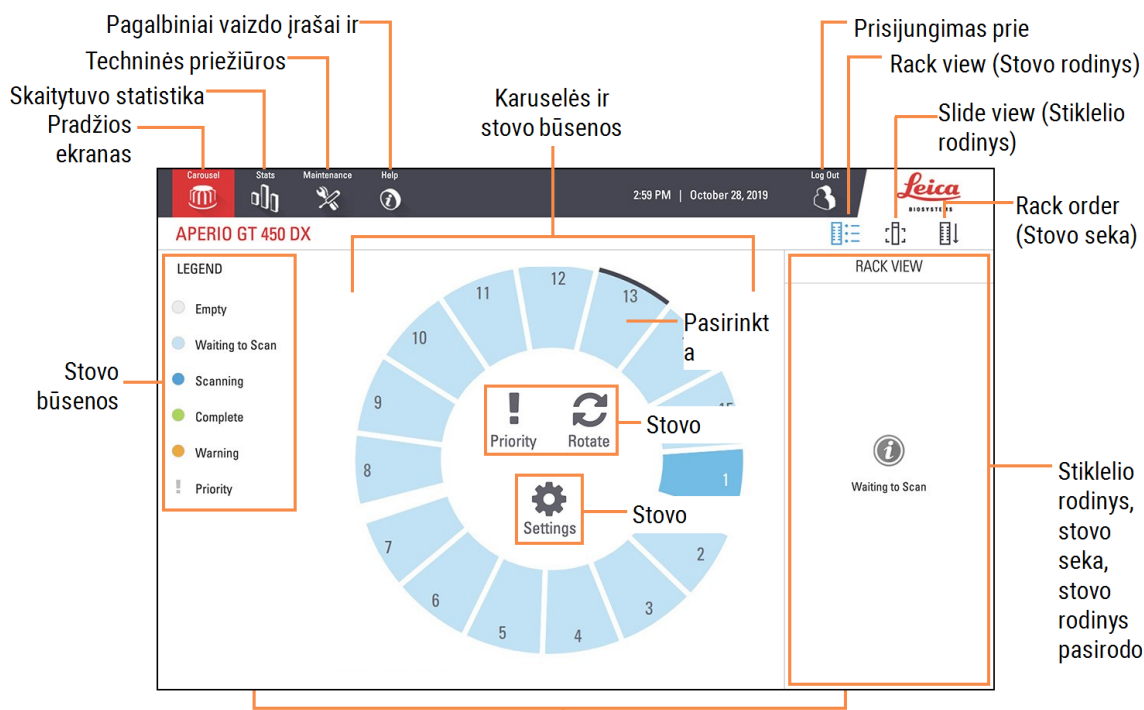 Pagalbiniai vaizdo įrašai ir
Techninės priežiūros
Skaitytuvo statistika
Pradžios
ekranas
Karuselės ir
stovo būsenos
Prisijungimas prie
Rack view (Stovo rodinys)
Slide view (Stiklelio
rodinys)
Rack order
(Stovo seka)
Carousel
Stats
Maintenance
Help
2:59 PM | October 28, 2019
Log Out
Leica
BIOSYSTEMS
APERIO GT 450 DX
LEGEND
Empty
Waiting to Scan
Scanning
Complete
Warning
Priority
Stovo
būsenos
12
11
13
10
9
8
7
6
5
4
3
2
1
Pasirinkt
a
Priority
Rotate
Stovo
Settings
Stovo
RACK VIEW
Waiting to Scan
Stiklelio
rodinys,
stovo
seka,
stovo
rodinys
pasirodo